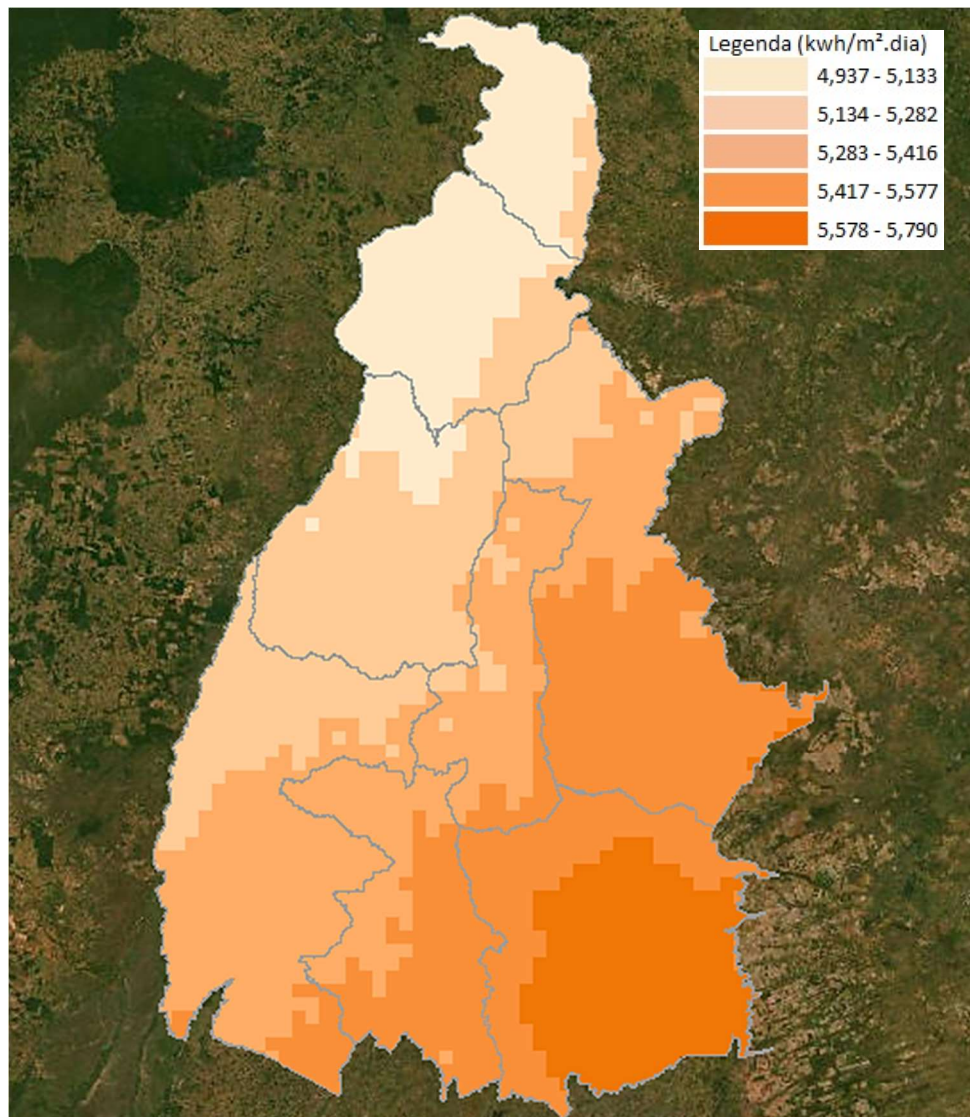 Legenda (kwh/m².dia)
4,937 - 5,133
5,134 - 5,282
5,283 - 5,416
5,417 - 5,577
5,578 - 5,790